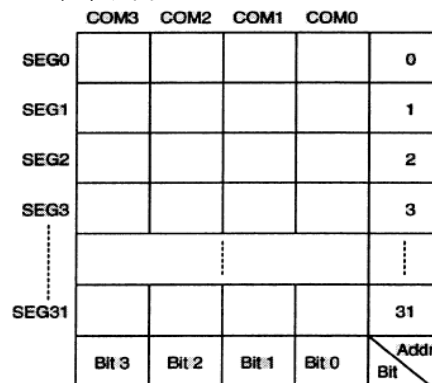 COM3 COM2 COM1 COM0
SEG0 0
SEG1 1
SEG2 2
SEG3 3
SEG31 31
Bit 3 Bit 2 Bit 1 Bit 0 Addr
Bit